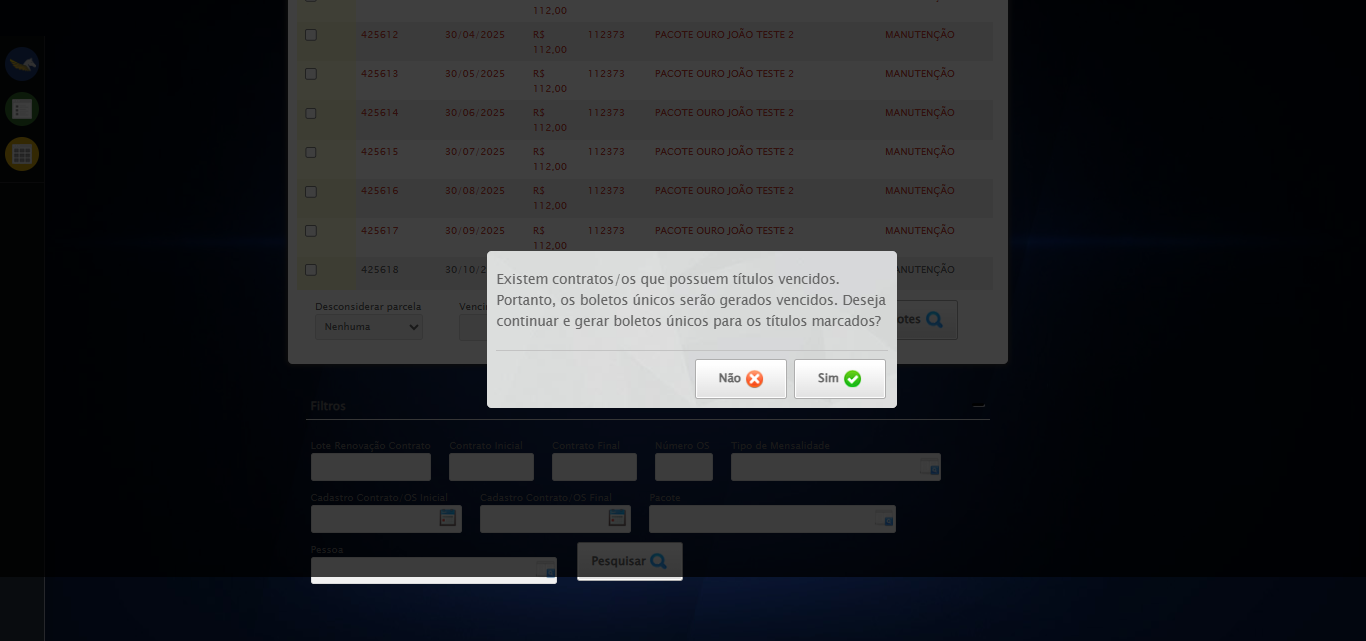 112,00
425612 30/04/2025 R$ 112373 PACOTE OURO JOÃO TESTE 2 MANUTENÇÃO
112,00
425613 30/05/2025 R$ 112373 PACOTE OURO JOÃO TESTE 2 MANUTENÇÃO
112,00
425614 30/06/2025 R$ 112373 PACOTE OURO JOÃO TESTE 2 MANUTENÇÃO
112,00
425615 30/07/2025 R$ 112373 PACOTE OURO JOÃO TESTE 2 MANUTENÇÃO
112,00
425616 30/08/2025 R$ 112373 PACOTE OURO JOÃO TESTE 2 MANUTENÇÃO
112,00
425617 30/09/2025 R$ 112373 PACOTE OURO JOÃO TESTE 2 MANUTENÇÃO
112,00
425618 30/10/2
Existem contratos/os que possuem títulos vencidos.
Portanto, os boletos únicos serão gerados vencidos. Deseja
continuar e gerar boletos únicos para os títulos marcados?
Não Sim
Desconsiderar parcela
Nenhuma
Filtros
Lote Renovação Contrato Contrato Inicial Contrato Final Número OS Tipo de Mensalidade
Cadastro Contrato/OS Inicial Cadastro Contrato/OS Final Pacote
Pessoa
Pesquisar